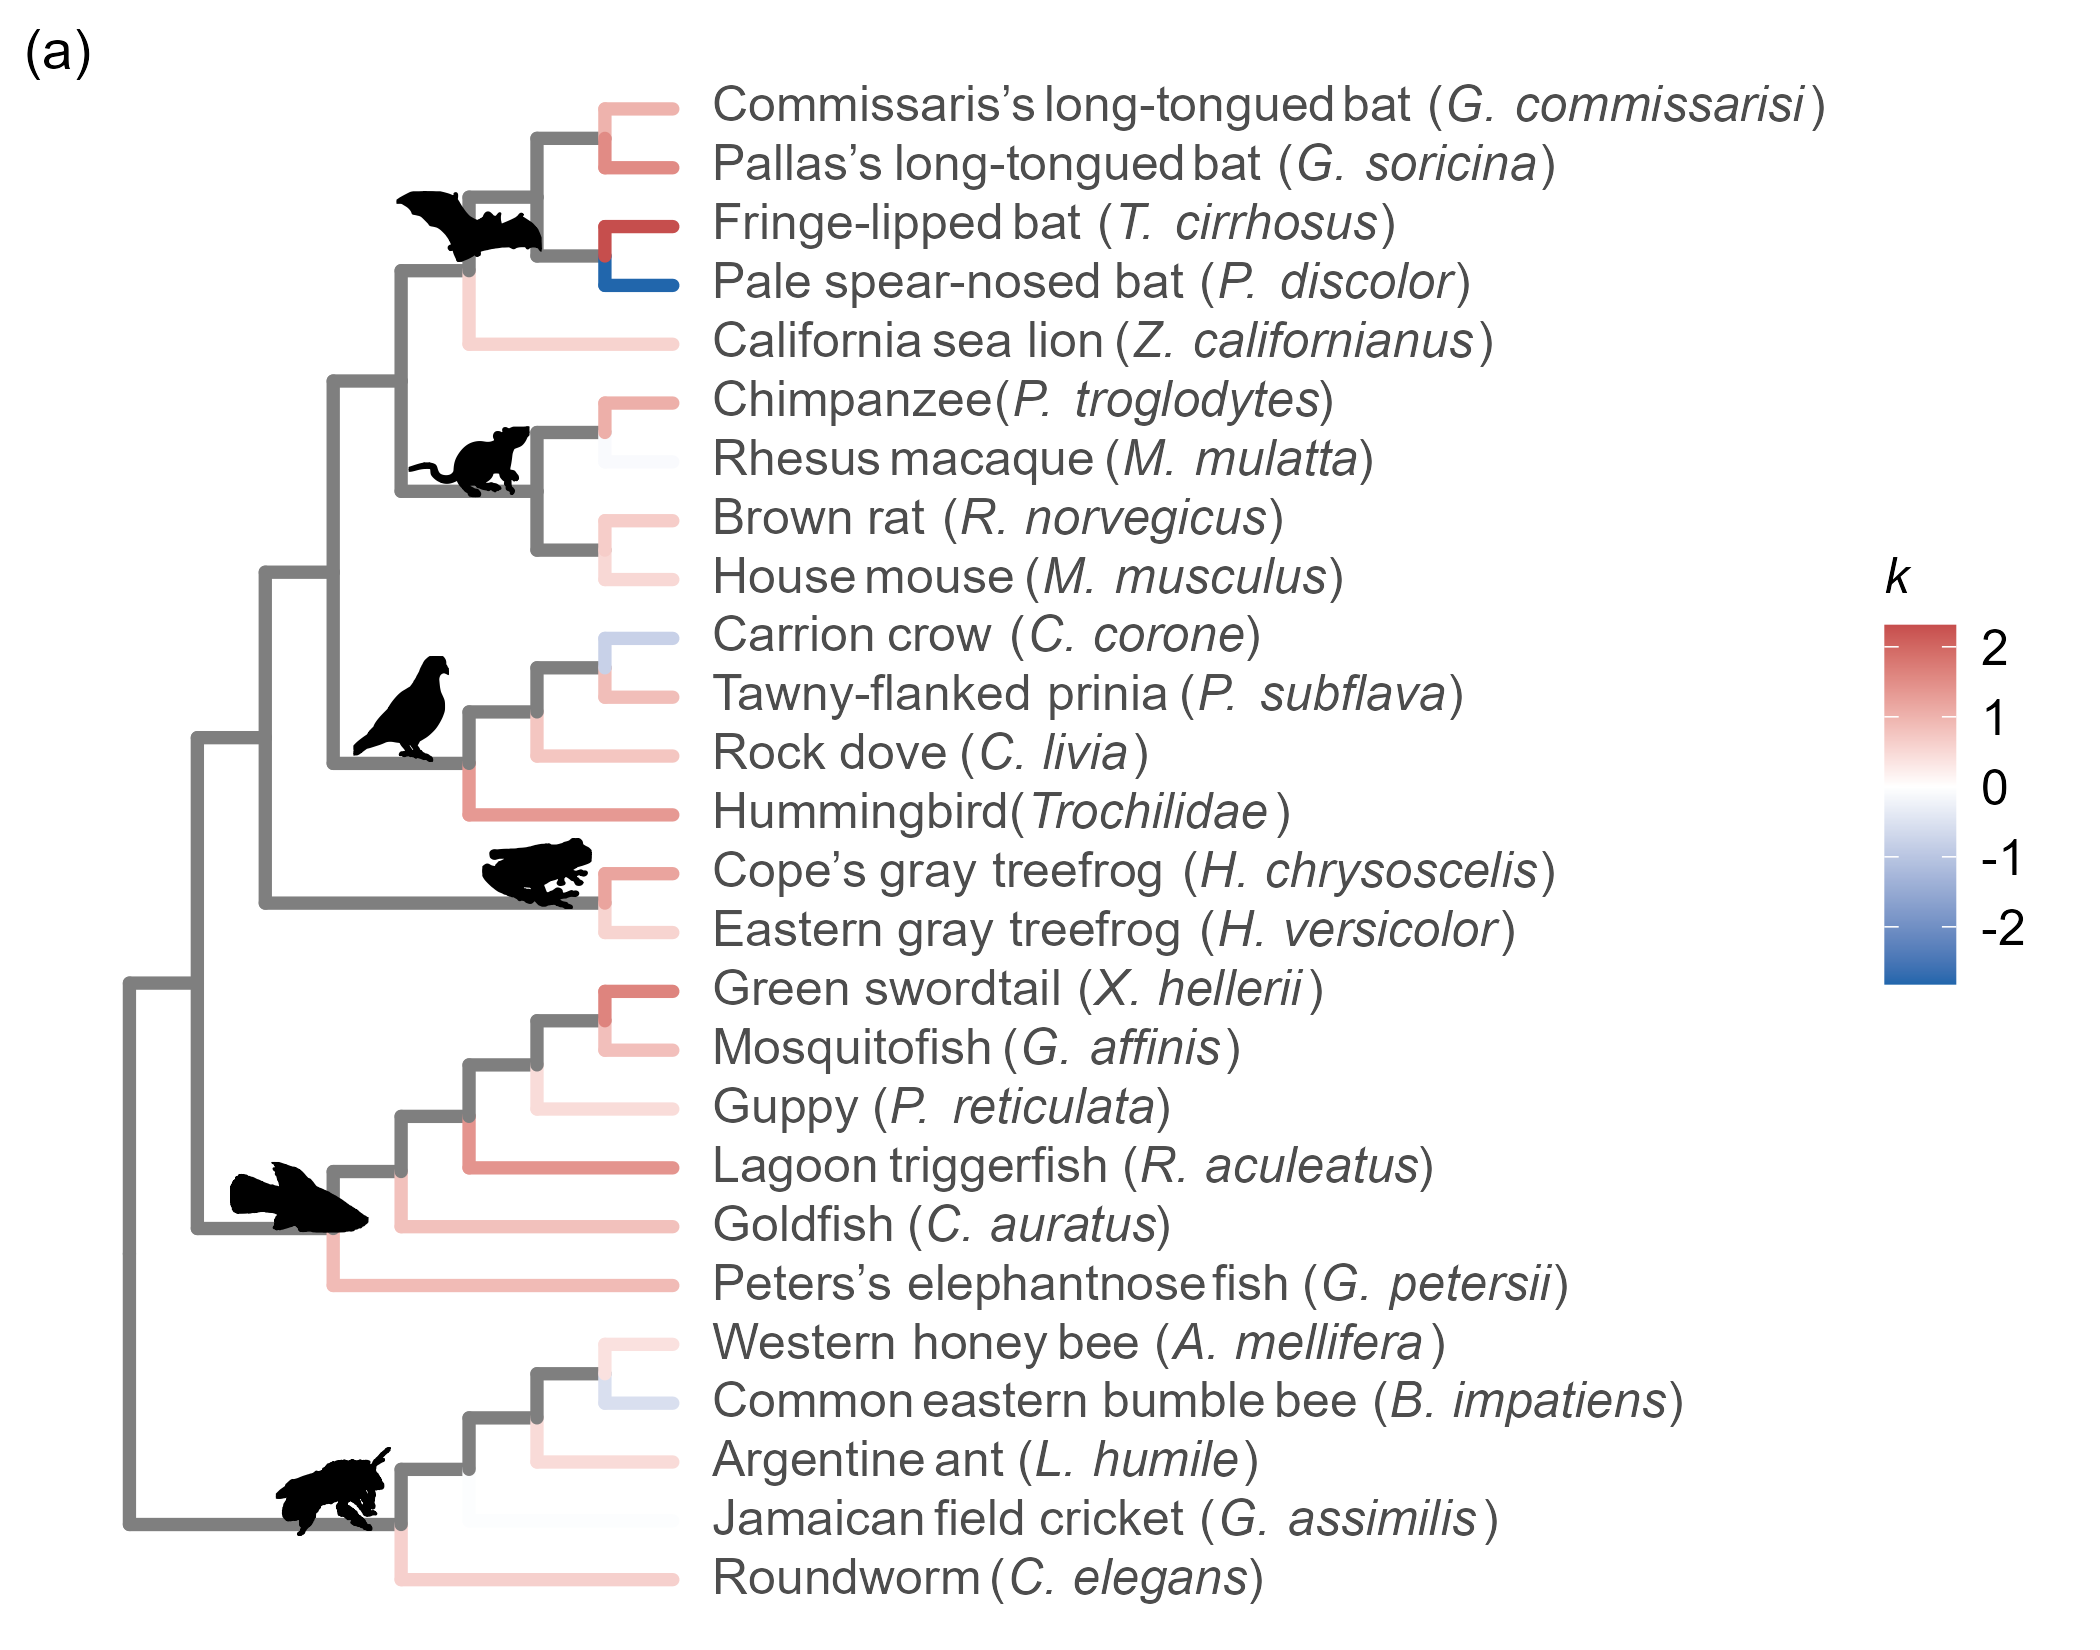 (a)
Commissaris’s long-tongued bat (G. commissarisi)
Pallas’s long-tongued bat (G. soricina)
Fringe-lipped bat (T. cirrhosus)
Pale spear-nosed bat (P. discolor)
California sea lion (Z. californianus)
Chimpanzee(P. troglodytes)
Rhesus macaque (M. mulatta)
Brown rat (R. norvegicus)
House mouse (M. musculus)
Carrion crow (C. corone)
Tawny-flanked prinia (P. subflava)
Rock dove (C. livia)
Hummingbird(Trochilidae)
Cope’s gray treefrog (H. chrysoscelis)
Eastern gray treefrog (H. versicolor)
Green swordtail (X. hellerii)
Mosquitofish (G. affinis)
Guppy (P. reticulata)
Lagoon triggerfish (R. aculeatus)
Goldfish (C. auratus)
Peters’s elephantnose fish (G. petersii)
Western honey bee (A. mellifera)
Common eastern bumble bee (B. impatiens)
Argentine ant (L. humile)
Jamaican field cricket (G. assimilis)
Roundworm (C. elegans)
k
2
1
0
-1
-2